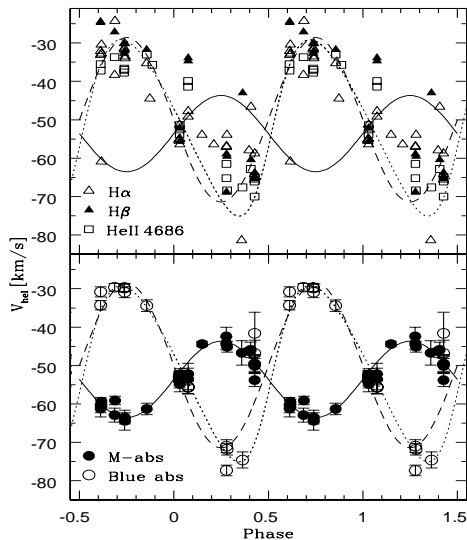 -30
-40
-50
-60
-70
-80
△ Hα
▲ Hβ
□ HeII 4686
V_hel [km/s]
-30
-40
-50
-60
-70
-80
● M-abs
○ Blue abs
-0.5 0 0.5 1 1.5
Phase